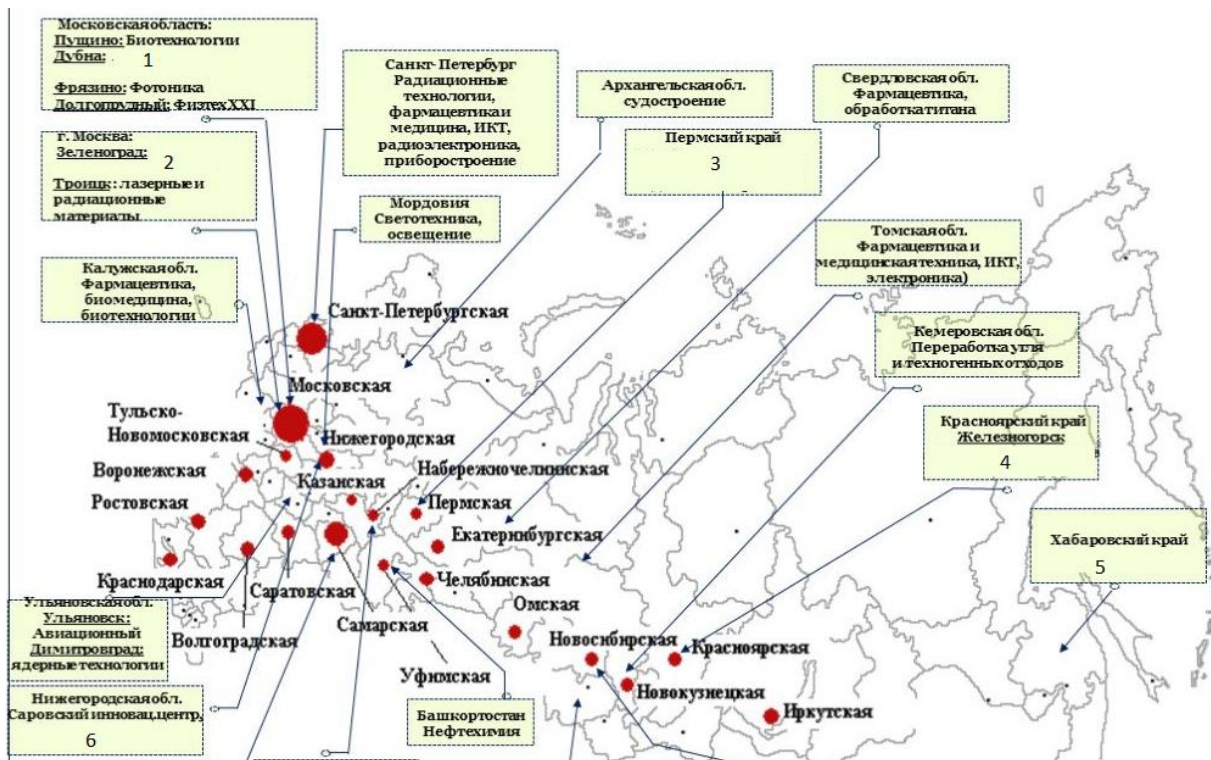 Московская область:
Пущино: Биотехнологии
Дубна: 1
Фрязино: Фотоника
Долгопрудный: Физтех XXI
г. Москва:
Зеленоград: 2
Троицк: лазерные и
радиационные
материалы
Калужская обл.
Фармацевтика,
биомедицина,
биотехнологии
Санкт-Петербург
Радиационные
технологии,
фармацевтика и
медицина, ИКТ,
радиоэлектроника,
приборостроение
Мордовия
Светотехника,
освещение
Архангельская обл.
судостроение
Пермский край
3
Свердловская обл.
Фармацевтика,
обработка титана
Томская обл.
Фармацевтика и
медицинская техника, ИКТ,
электроника)
Кемеровская обл.
Переработка угля
и техногенных отходов
Красноярский край
Железногорск
4
Хабаровский край
5
Санкт-Петербургская
Московская
Тульско-
Новомосковская
Нижегородская
Воронежская
Казанская
Набережночелнинская
Ростовская
Пермская
Екатеринбургская
Краснодарская
Саратовская
Челябинская
Волгоградская
Самарская
Омская
Уфимская
Новосибирская
Красноярская
Новокузнецкая
Иркутская
Ульяновская обл.
Ульяновск:
Авиационный
Димитровград:
ядерные технологии
Нижегородская обл.
Саровский инновац.центр,
6
Башкортостан
Нефтехимия